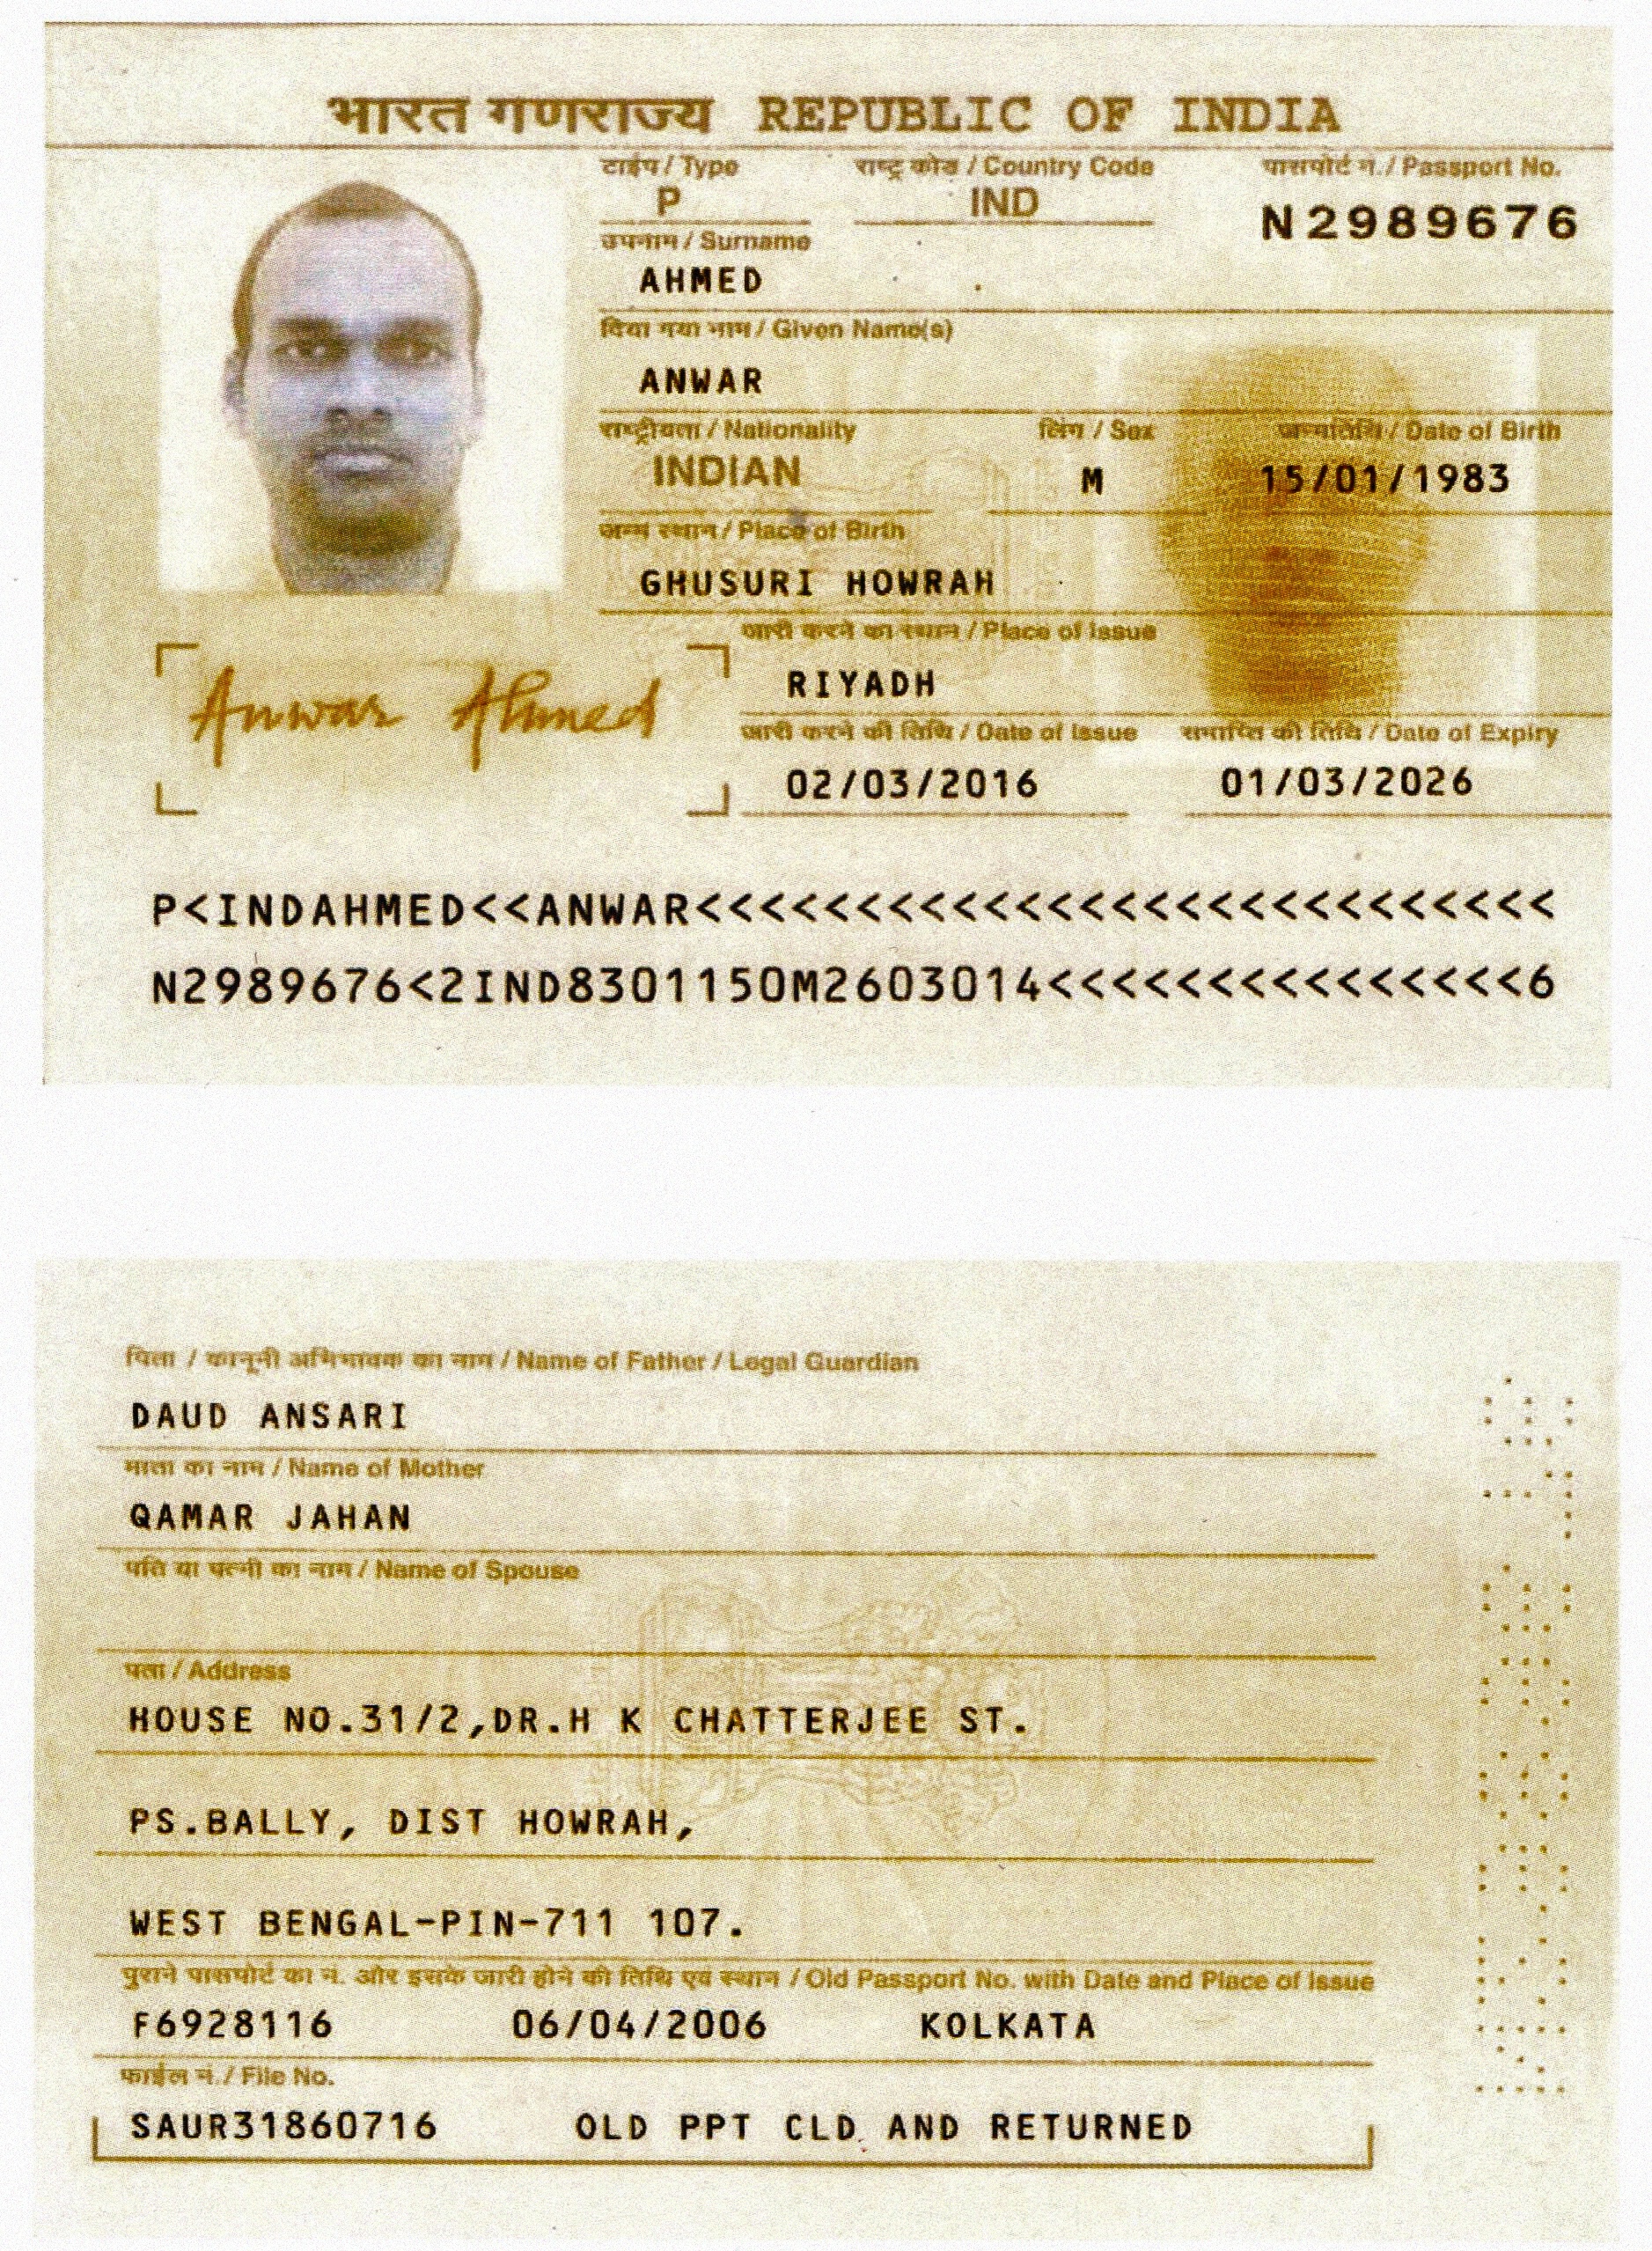 भारत गणराज्य REPUBLIC OF INDIA
टाईप / Type राष्ट्र कोड / Country Code पासपोर्ट नं. / Passport No.
P IND N2989676
उपनाम / Surname
AHMED
दिया गया नाम / Given Name(s)
ANWAR
राष्ट्रीयता / Nationality लिंग / Sex जन्मतिथि / Date of Birth
INDIAN M 15/01/1983
जन्म स्थान / Place of Birth
GHUSURI HOWRAH
जारी करने का स्थान / Place of Issue
RIYADH
Anwar Ahmed
जारी करने की तिथि / Date of Issue समाप्ति की तिथि / Date of Expiry
02/03/2016 01/03/2026
P<INDAHMED<<ANWAR<<<<<<<<<<<<<<<<<<<<<<<<<<<
N2989676<2IND8301150M2603014<<<<<<<<<<<<<<<6
पिता / कानूनी अभिभावक का नाम / Name of Father / Legal Guardian
DAUD ANSARI
माता का नाम / Name of Mother
QAMAR JAHAN
पति या पत्नी का नाम / Name of Spouse
पता / Address
HOUSE NO.31/2,DR.H K CHATTERJEE ST.
PS.BALLY, DIST HOWRAH,
WEST BENGAL-PIN-711 107.
पुराने पासपोर्ट का नं. और इसके जारी होने की तिथि एवं स्थान / Old Passport No. with Date and Place of Issue
F6928116 06/04/2006 KOLKATA
फाईल नं. / File No.
SAUR31860716 OLD PPT CLD AND RETURNED